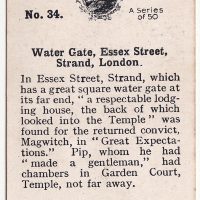 No. 34.
A Series
of 50
Water Gate, Essex Street,
Strand, London.
In Essex Street, Strand, which
has a great square water gate at
its far end, "a respectable lodg-
ing house, the back of which
looked into the Temple" was
found for the returned convict,
Magwitch, in "Great Expecta-
tions." Pip, whom he had
"made a gentleman," had
chambers in Garden Court,
Temple, not far away.